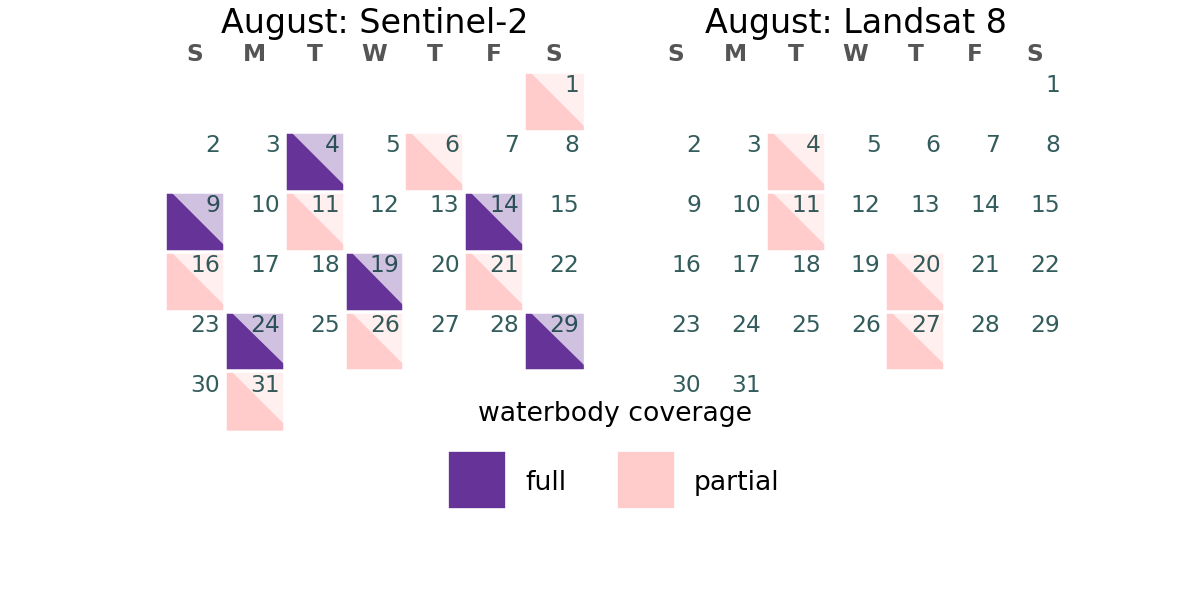 August: Sentinel-2
S M T W T F S
1
2 3 4 5 6 7 8
9 10 11 12 13 14 15
16 17 18 19 20 21 22
23 24 25 26 27 28 29
30 31
August: Landsat 8
S M T W T F S
1
2 3 4 5 6 7 8
9 10 11 12 13 14 15
16 17 18 19 20 21 22
23 24 25 26 27 28 29
30 31
waterbody coverage
full
partial